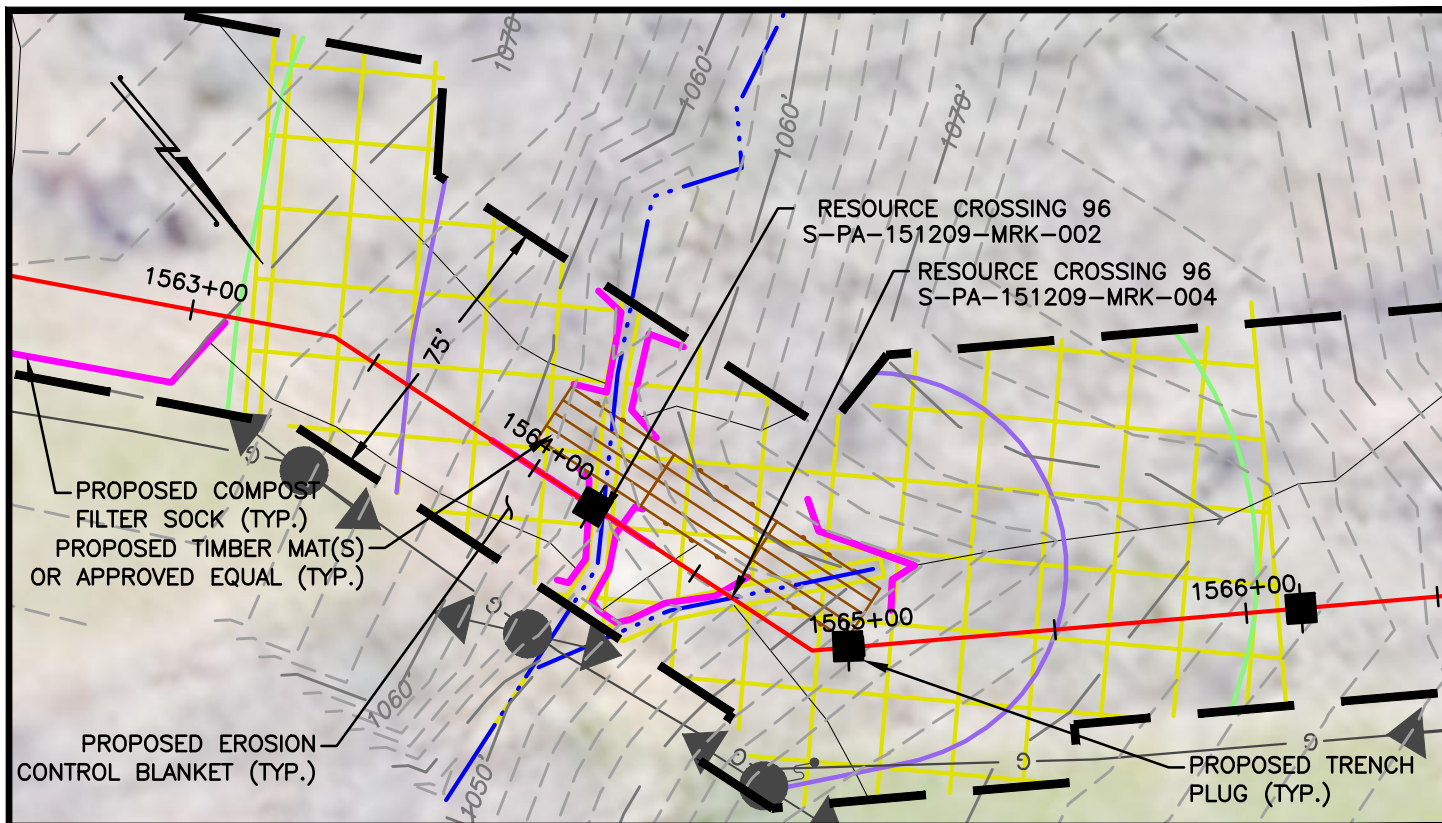 1070'
1060'
1060'
1070'
RESOURCE CROSSING 96
S-PA-151209-MRK-002
RESOURCE CROSSING 96
S-PA-151209-MRK-004
1563+00
75'
1564+00
G
PROPOSED COMPOST
FILTER SOCK (TYP.)
PROPOSED TIMBER MAT(S)
OR APPROVED EQUAL (TYP.)
1566+00
1565+00
G
1060'
PROPOSED EROSION
CONTROL BLANKET (TYP.)
1050'
G
S
G
G
PROPOSED TRENCH
PLUG (TYP.)